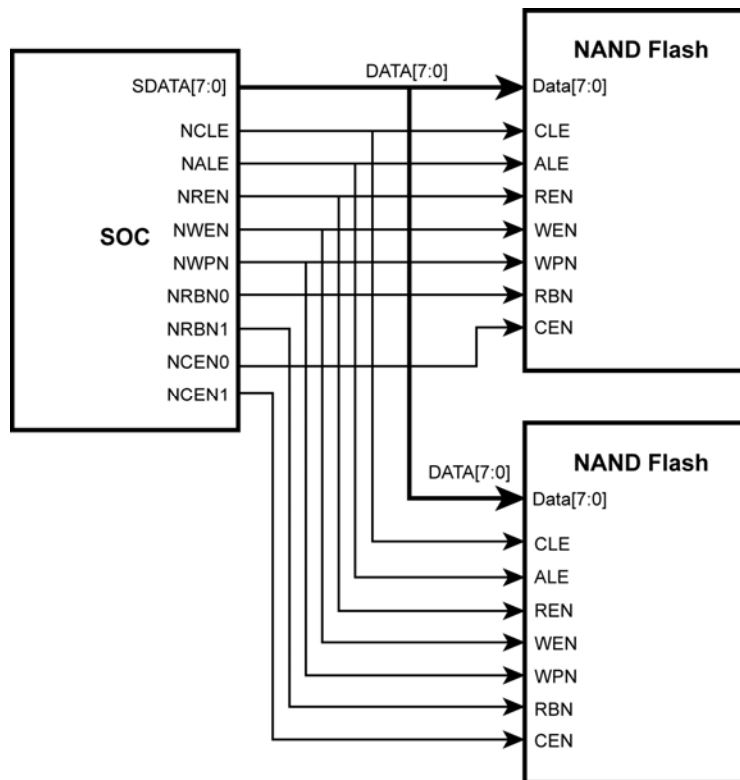 SOC
SDATA[7:0]
NCLE
NALE
NREN
NWEN
NWPN
NRBN0
NRBN1
NCEN0
NCEN1
DATA[7:0]
NAND Flash
Data[7:0]
CLE
ALE
REN
WEN
WPN
RBN
CEN
DATA[7:0]
NAND Flash
Data[7:0]
CLE
ALE
REN
WEN
WPN
RBN
CEN